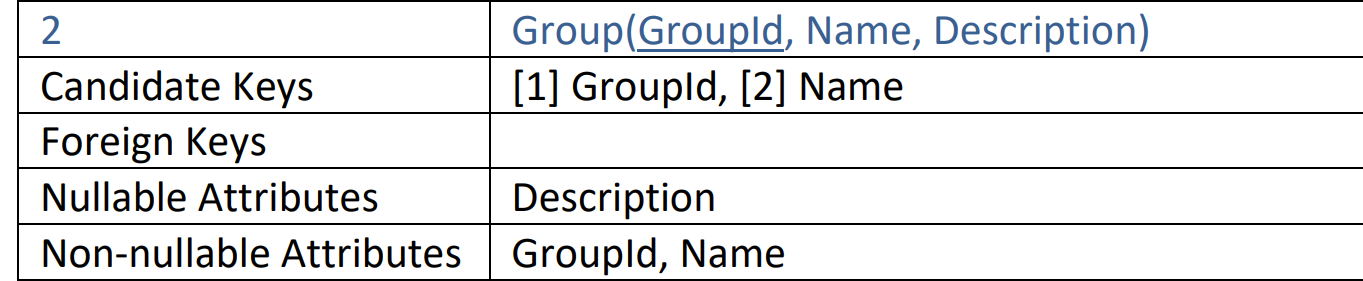 2 Group(GroupId, Name, Description)
Candidate Keys [1] GroupId, [2] Name
Foreign Keys
Nullable Attributes Description
Non-nullable Attributes GroupId, Name